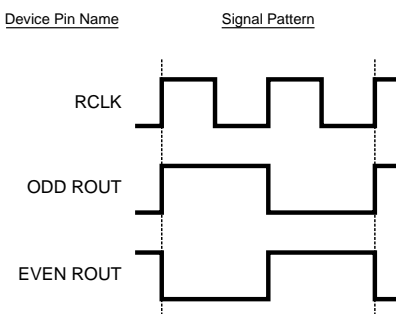 Device Pin Name Signal Pattern
RCLK
ODD ROUT
EVEN ROUT